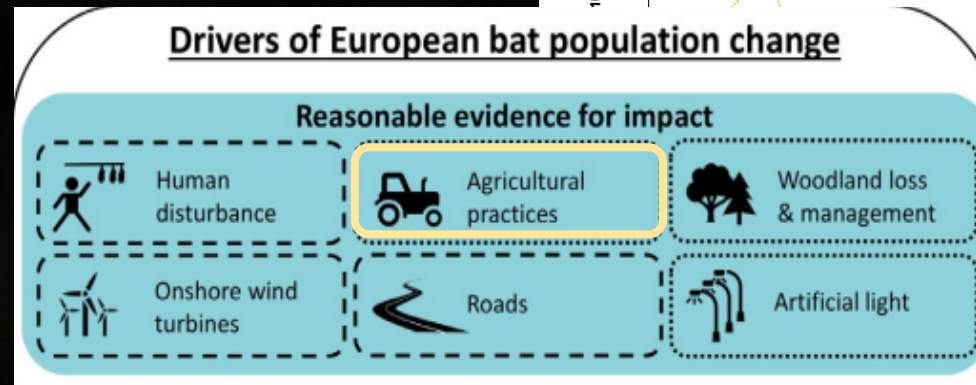 Drivers of European bat population change
Reasonable evidence for impact
Human
disturbance
Agricultural
practices
Woodland loss
& management
Onshore wind
turbines
Roads
Artificial light